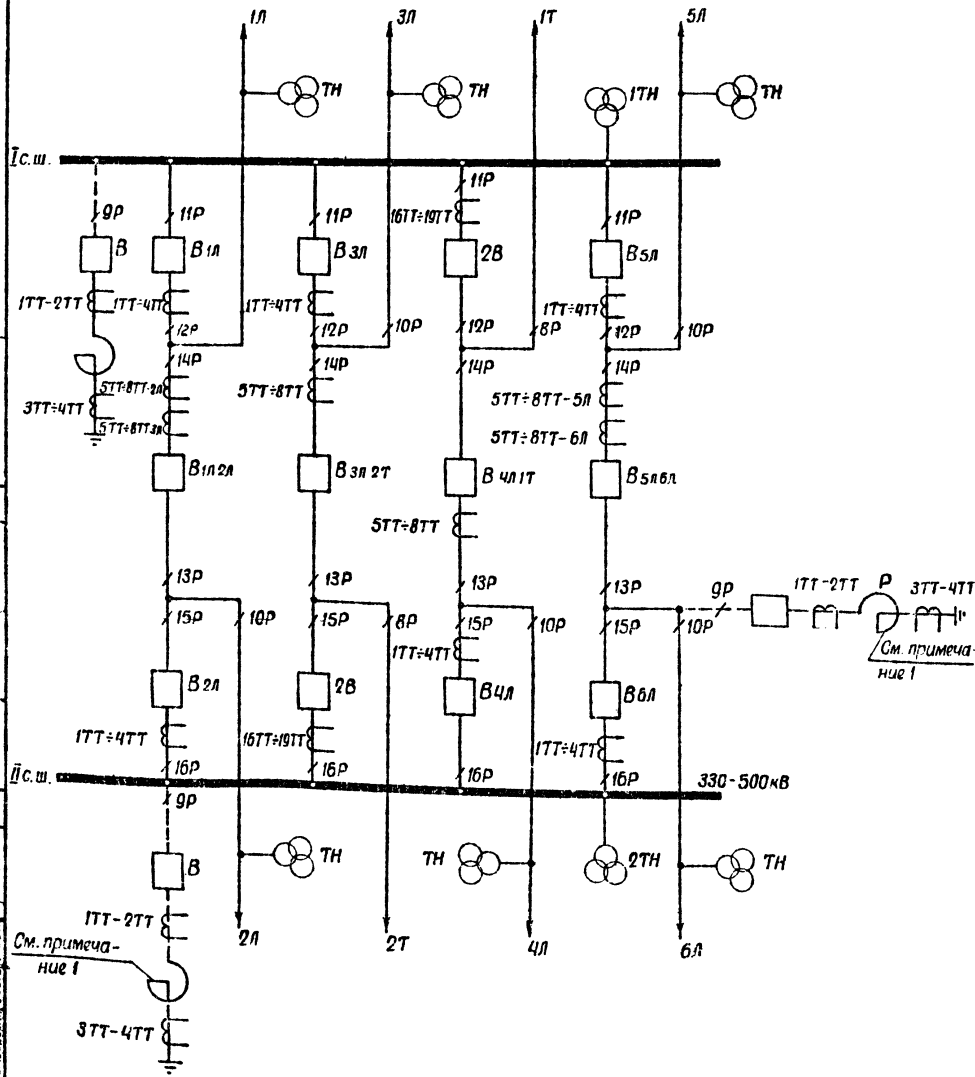 1Л
3Л
1Т
5Л
ТН
ТН
1ТН
ТН
I с.ш.
11Р
16ТТ÷19ТТ
9Р
11Р
11Р
11Р
В
В1л
В3л
2В
В5л
1ТТ-2ТТ
1ТТ÷4ТТ
1ТТ÷4ТТ
1ТТ÷4ТТ
12Р
12Р
10Р
12Р
8Р
12Р
10Р
14Р
14Р
14Р
14Р
3ТТ÷4ТТ
5ТТ÷8ТТ-2л
5ТТ÷8ТТ
5ТТ÷8ТТ-5Л
5ТТ÷8ТТ3л
5ТТ÷8ТТ-6Л
В1л2л
В3л2т
В4л1т
В5л6л
5ТТ÷8ТТ
13Р
13Р
13Р
13Р
9Р
1ТТ-2ТТ
Р
3ТТ-4ТТ
15Р
10Р
15Р
8Р
15Р
10Р
15Р
10Р
1ТТ÷4ТТ
См. примеча-
ние 1
В2л
2В
В4л
В6л
1ТТ÷4ТТ
16ТТ÷19ТТ
1ТТ÷4ТТ
16Р
16Р
16Р
16Р
II с.ш.
330-500кВ
9Р
В
ТН
ТН
2ТН
ТН
1ТТ-2ТТ
2Л
2Т
4Л
6Л
См. примеча-
ние 1
3ТТ-4ТТ